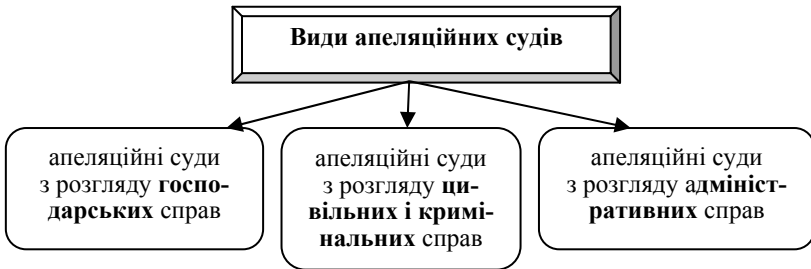 Види апеляційних судів
апеляційні суди
з розгляду госпо-
дарських справ
апеляційні суди
з розгляду ци-
вільних і кримі-
нальних справ
апеляційні суди
з розгляду адмініст-
ративних справ